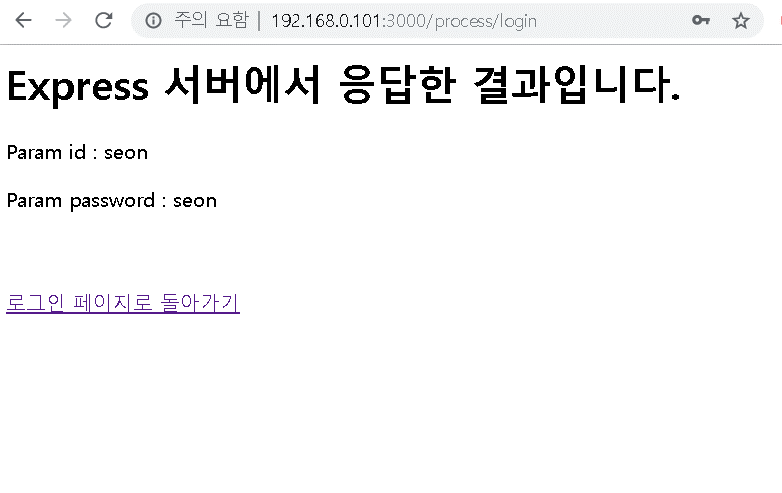 주의 요함 | 192.168.0.101:3000/process/login
Express 서버에서 응답한 결과입니다.
Param id : seon
Param password : seon
로그인 페이지로 돌아가기